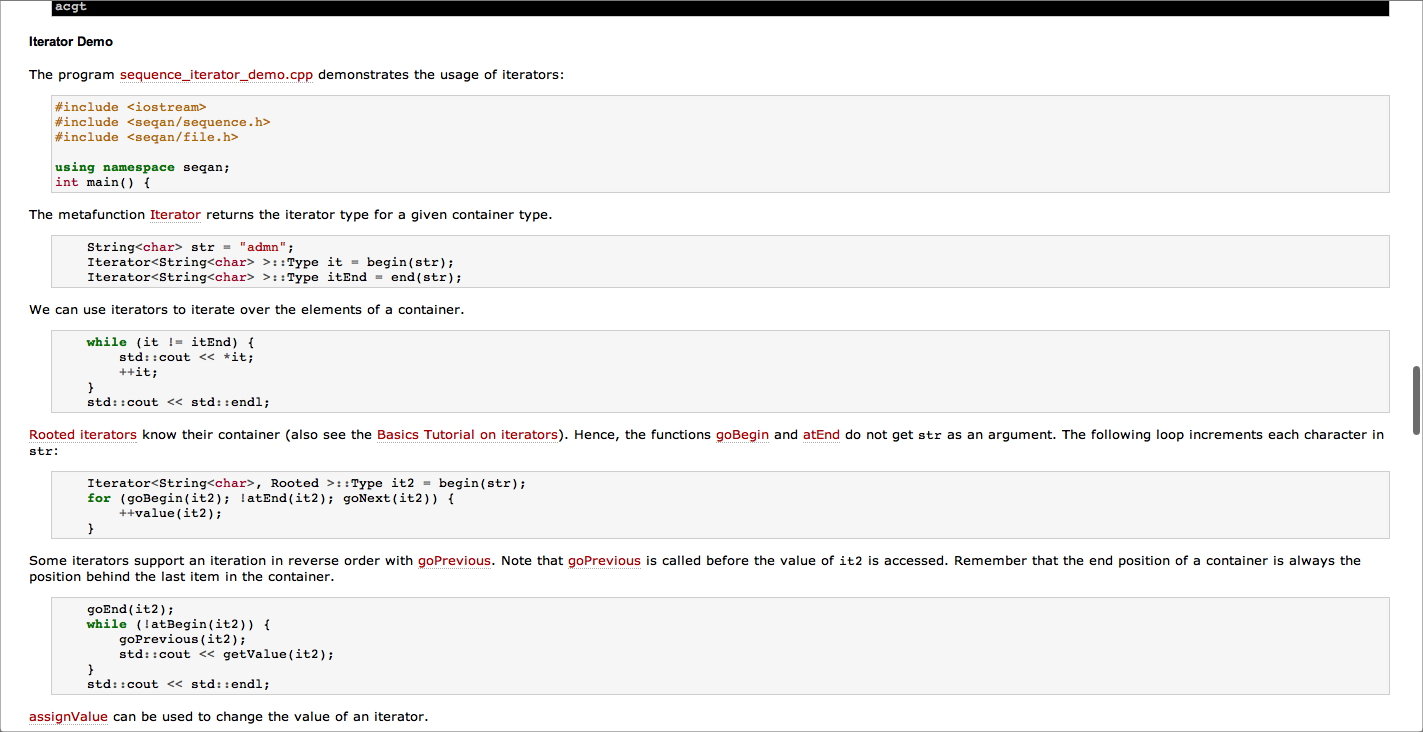 acgt
Iterator Demo
The program sequence_iterator_demo.cpp demonstrates the usage of iterators:
#include <iostream>
#include <seqan/sequence.h>
#include <seqan/file.h>
using namespace seqan;
int main() {
The metafunction Iterator returns the iterator type for a given container type.
String<char> str = "admn";
Iterator<String<char> >::Type it = begin(str);
Iterator<String<char> >::Type itEnd = end(str);
We can use iterators to iterate over the elements of a container.
while (it != itEnd) {
std::cout << *it;
++it;
}
std::cout << std::endl;
Rooted iterators know their container (also see the Basics Tutorial on iterators). Hence, the functions goBegin and atEnd do not get str as an argument. The following loop increments each character in
str:
Iterator<String<char>, Rooted >::Type it2 = begin(str);
for (goBegin(it2); !atEnd(it2); goNext(it2)) {
++value(it2);
}
Some iterators support an iteration in reverse order with goPrevious. Note that goPrevious is called before the value of it2 is accessed. Remember that the end position of a container is always the
position behind the last item in the container.
goEnd(it2);
while (!atBegin(it2)) {
goPrevious(it2);
std::cout << getValue(it2);
}
std::cout << std::endl;
assignValue can be used to change the value of an iterator.